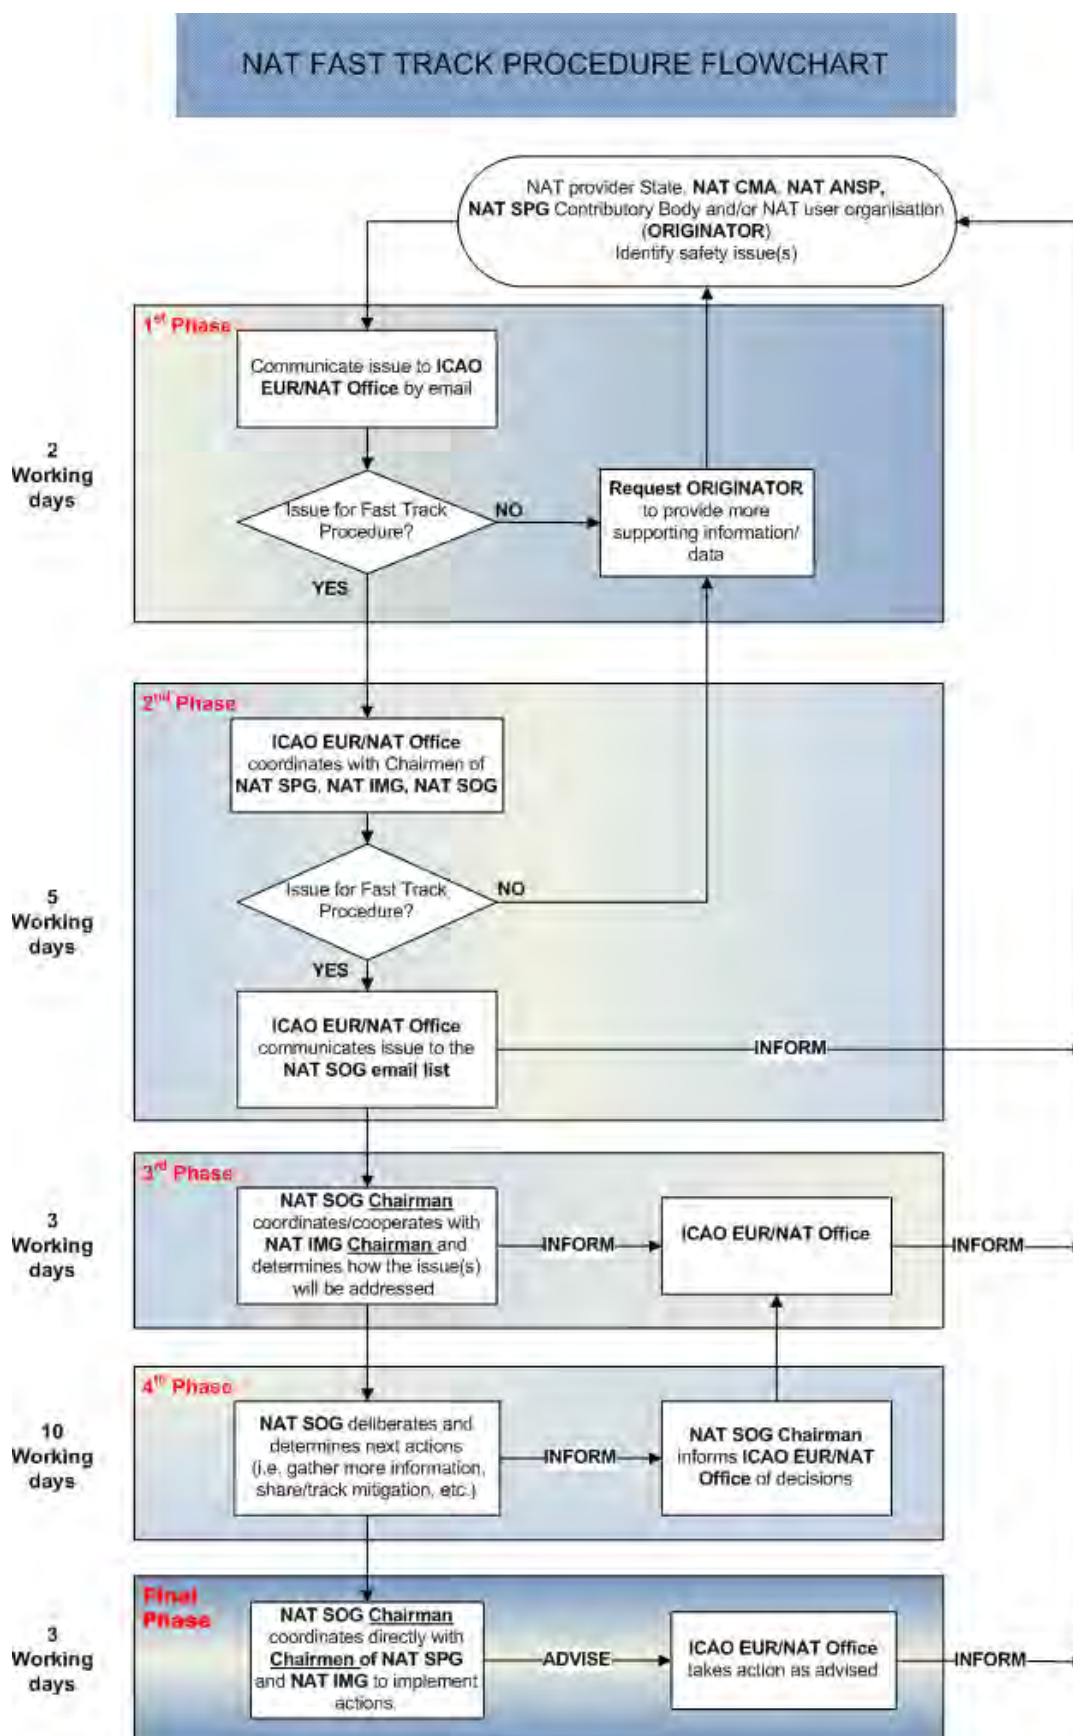 NAT FAST TRACK PROCEDURE FLOWCHART
NAT provider State, NAT CMA, NAT ANSP,
NAT SPG Contributory Body and/or NAT user organisation
(ORIGINATOR)
Identify safety issue(s)
1st Phase
Communicate issue to ICAO
EUR/NAT Office by email
2
Working
days
Issue for Fast Track
Procedure?
NO
YES
Request ORIGINATOR
to provide more
supporting information/
data
2nd Phase
ICAO EUR/NAT Office
coordinates with Chairmen of
NAT SPG, NAT IMG, NAT SOG
5
Working
days
Issue for Fast Track
Procedure?
NO
YES
ICAO EUR/NAT Office
communicates issue to the
NAT SOG email list
INFORM
3rd Phase
3
Working
days
NAT SOG Chairman
coordinates/cooperates with
NAT IMG Chairman and
determines how the issue(s)
will be addressed
INFORM
ICAO EUR/NAT Office
INFORM
4th Phase
10
Working
days
NAT SOG deliberates and
determines next actions
(i.e. gather more information,
share/track mitigation, etc.)
INFORM
NAT SOG Chairman
informs ICAO EUR/NAT
Office of decisions
Final
Phase
3
Working
days
NAT SOG Chairman
coordinates directly with
Chairmen of NAT SPG
and NAT IMG to implement
actions.
ADVISE
ICAO EUR/NAT Office
takes action as advised
INFORM